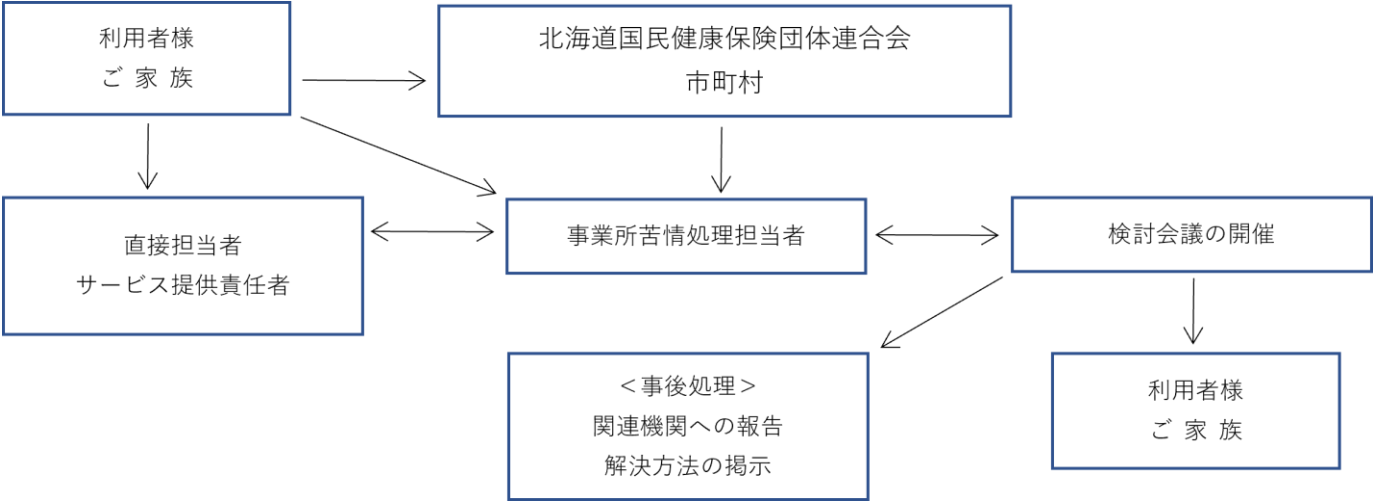 利用者様
ご 家 族
北海道国民健康保険団体連合会
市町村
直接担当者
サービス提供責任者
事業所苦情処理担当者
検討会議の開催
＜事後処理＞
関連機関への報告
解決方法の掲示
利用者様
ご 家 族